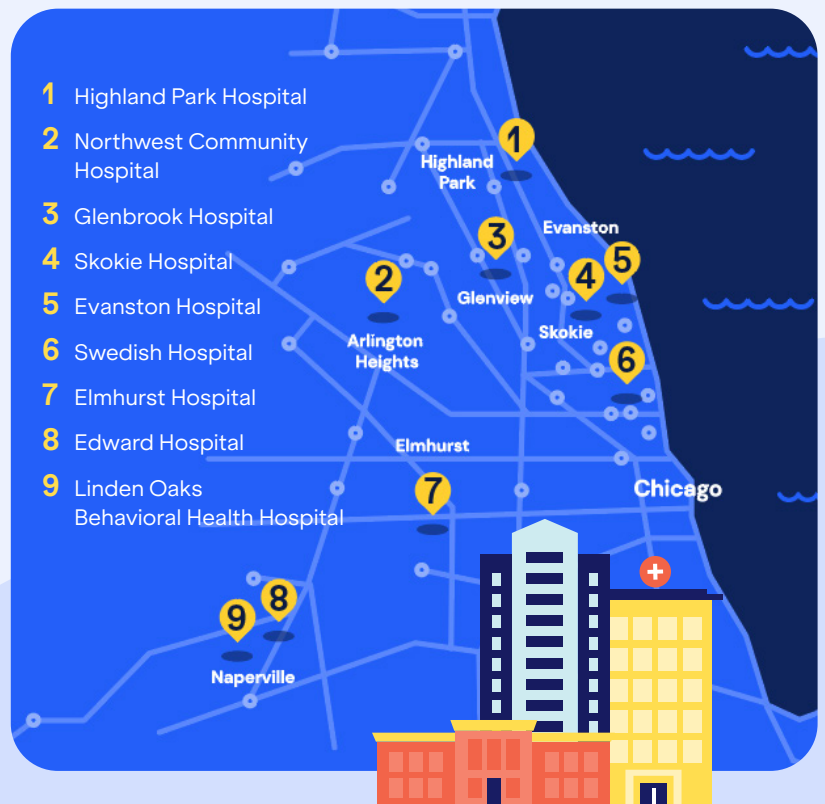 1 Highland Park Hospital
2 Northwest Community
Hospital
3 Glenbrook Hospital
4 Skokie Hospital
5 Evanston Hospital
6 Swedish Hospital
7 Elmhurst Hospital
8 Edward Hospital
9 Linden Oaks
Behavioral Health Hospital
1
Highland
Park
Evanston
3
5
4
2
Glenview
Skokie
Arlington
Heights
6
Elmhurst
7
Chicago
8
9
Naperville